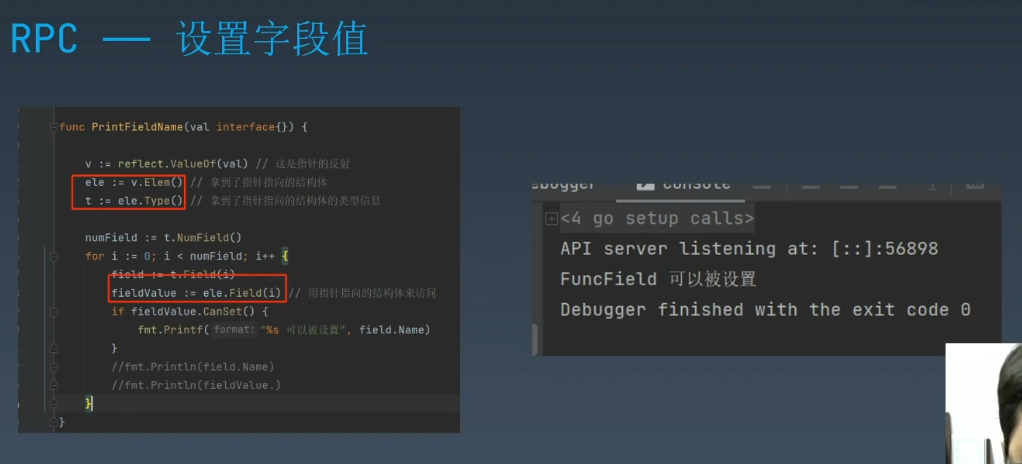 RPC —— 设置字段值
func PrintFieldName(val interface{}) {
v := reflect.ValueOf(val) // 这是指针的反射
ele := v.Elem() // 拿到了指针指向的结构体
t := ele.Type() // 拿到了指针指向的结构体的类型信息
numField := t.NumField()
for i := 0; i < numField; i++ {
field := t.Field(i)
fieldValue := ele.Field(i) // 用指针指向的结构体来访问
if fieldValue.CanSet() {
fmt.Printf( format: "%s 可以被设置", field.Name)
}
//fmt.Println(field.Name)
//fmt.Println(fieldValue.)
}
}
console
<4 go setup calls>
API server listening at: [::]:56898
FuncField 可以被设置
Debugger finished with the exit code 0